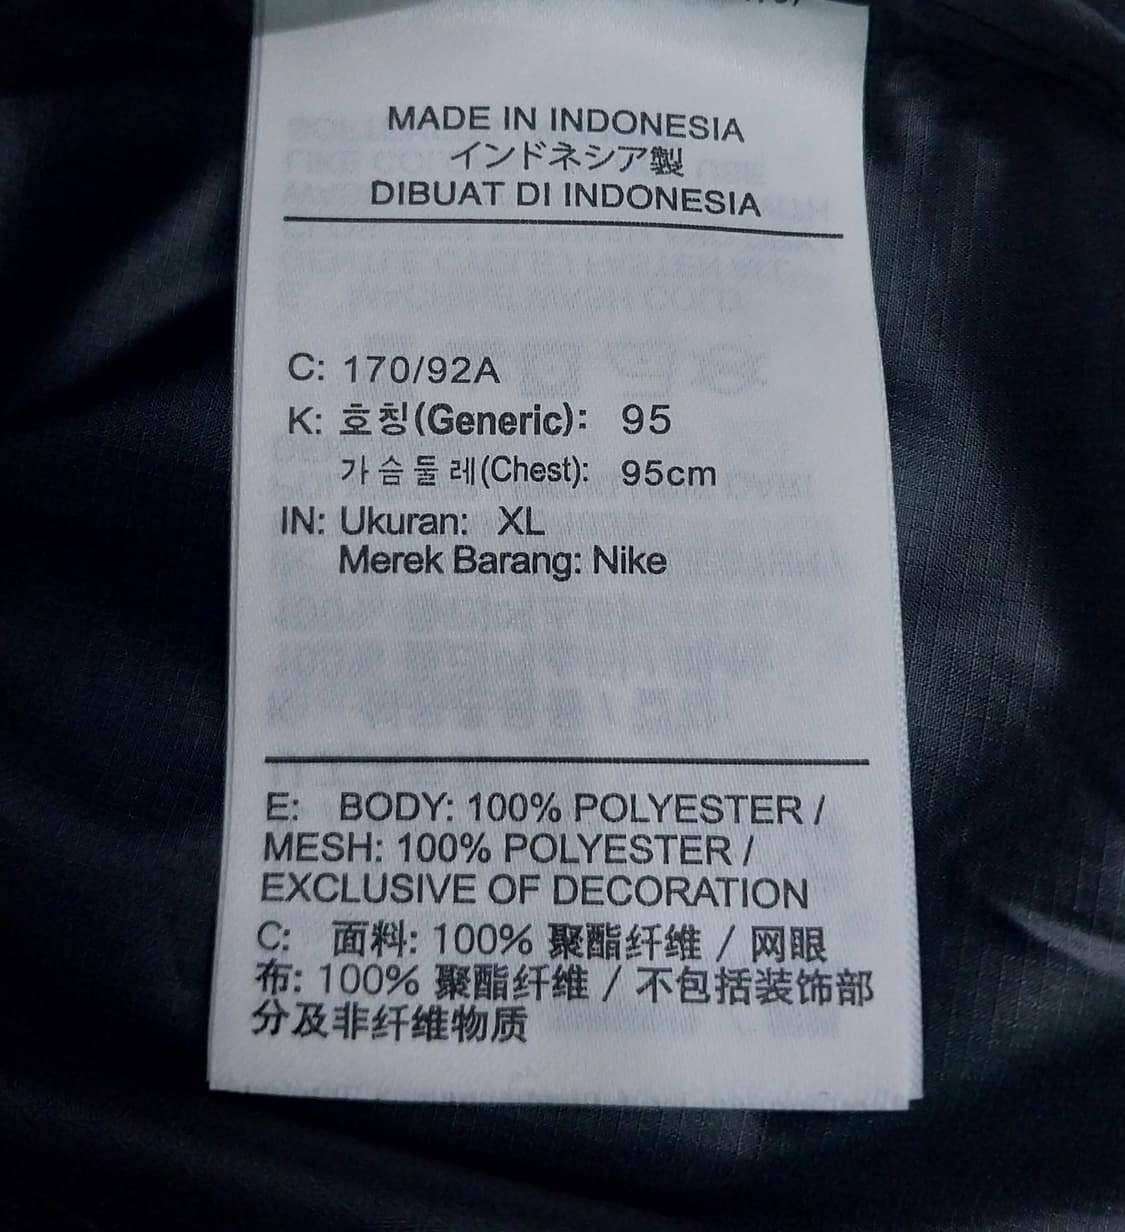 MADE IN INDONESIA
インドネシア製
DIBUAT DI INDONESIA
C: 170/92A
K: 호칭(Generic): 95
가슴둘레(Chest): 95cm
IN: Ukuran: XL
Merek Barang: Nike
E: BODY: 100% POLYESTER /
MESH: 100% POLYESTER /
EXCLUSIVE OF DECORATION
C: 面料: 100% 聚酯纤维 / 网眼
布: 100% 聚酯纤维 / 不包括装饰部
分及非纤维物质